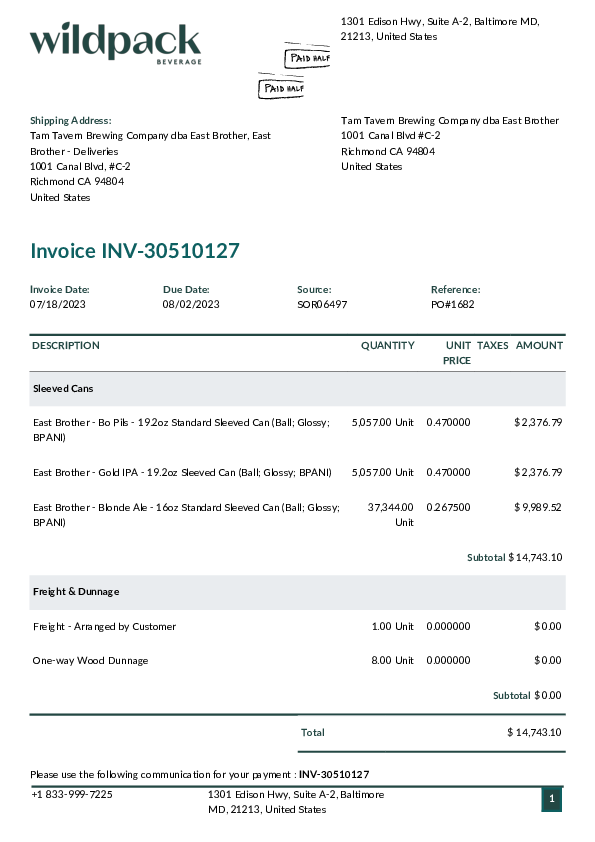 wildpack
BEVERAGE
1301 Edison Hwy, Suite A-2, Baltimore MD,
21213, United States
PAID HALF
PAID HALF
Shipping Address:
Tam Tavern Brewing Company dba East Brother, East
Brother - Deliveries
1001 Canal Blvd, #C-2
Richmond CA 94804
United States
Tam Tavern Brewing Company dba East Brother
1001 Canal Blvd #C-2
Richmond CA 94804
United States
Invoice INV-30510127
Invoice Date: Due Date: Source: Reference:
07/18/2023 08/02/2023 SOR06497 PO#1682
DESCRIPTION QUANTITY UNIT TAXES AMOUNT
PRICE
Sleeved Cans
East Brother - Bo Pils - 19.2oz Standard Sleeved Can (Ball; Glossy; 5,057.00 Unit 0.470000 $ 2,376.79
BPANI)
East Brother - Gold IPA - 19.2oz Sleeved Can (Ball; Glossy; BPANI) 5,057.00 Unit 0.470000 $ 2,376.79
East Brother - Blonde Ale - 16oz Standard Sleeved Can (Ball; Glossy; 37,344.00 0.267500 $ 9,989.52
BPANI) Unit
Subtotal $ 14,743.10
Freight & Dunnage
Freight - Arranged by Customer 1.00 Unit 0.000000 $ 0.00
One-way Wood Dunnage 8.00 Unit 0.000000 $ 0.00
Subtotal $ 0.00
Total $ 14,743.10
Please use the following communication for your payment : INV-30510127
+1 833-999-7225 1301 Edison Hwy, Suite A-2, Baltimore 1
MD, 21213, United States